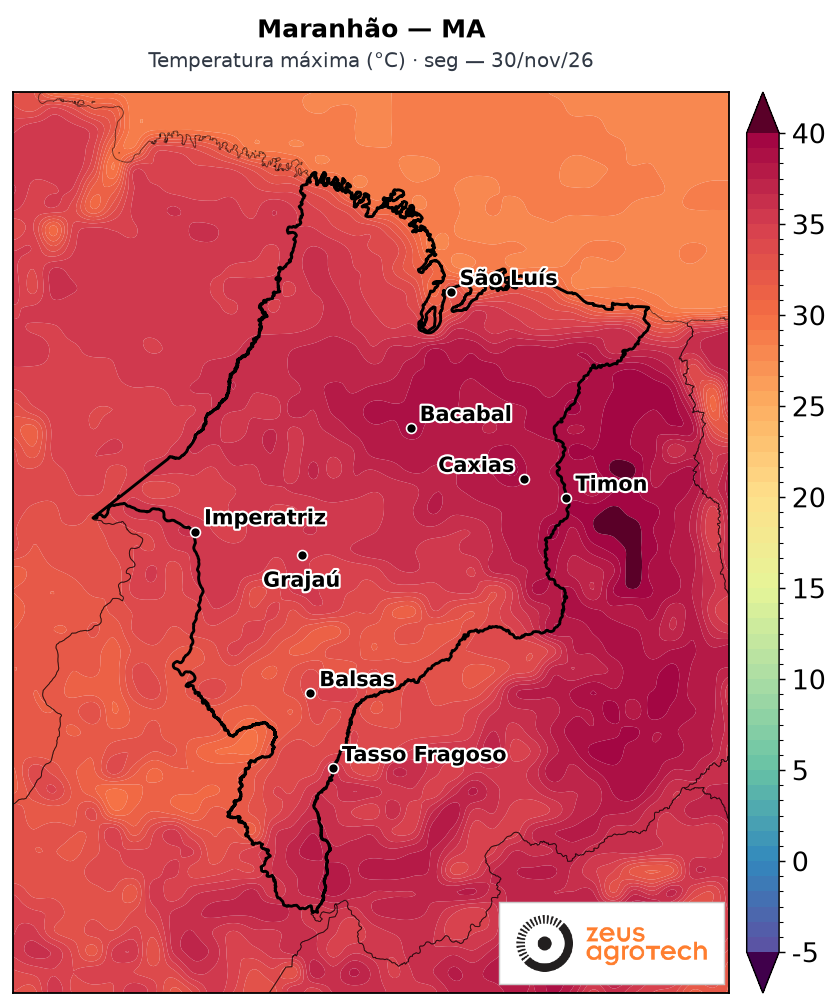 Maranhão — MA
Temperatura máxima (°C) · seg — 30/nov/26
São Luís
Bacabal
Caxias
Timon
Imperatriz
Grajaú
Balsas
Tasso Fragoso
40
35
30
25
20
15
10
5
0
-5
zeus
agrotech